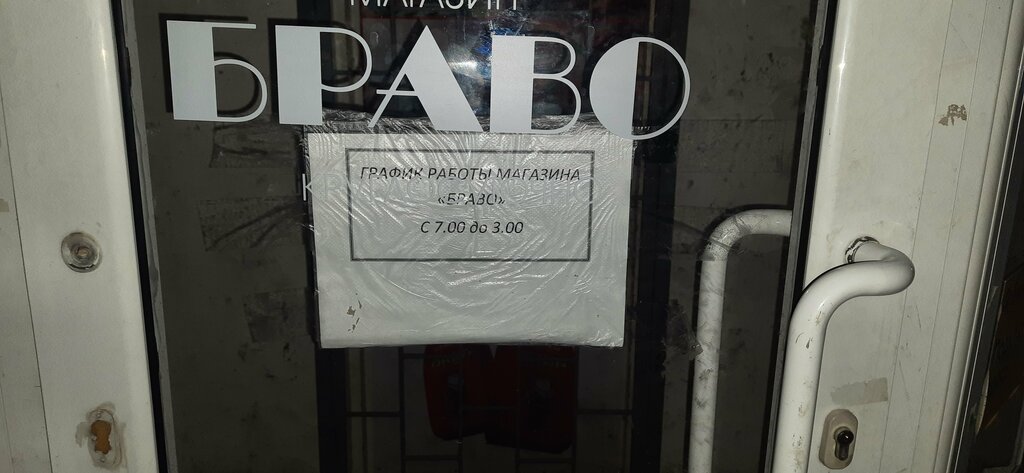 МАГАЗИН
БРАВО
ГРАФИК РАБОТЫ МАГАЗИНА
«БРАВО»
С 7.00 до 3.00